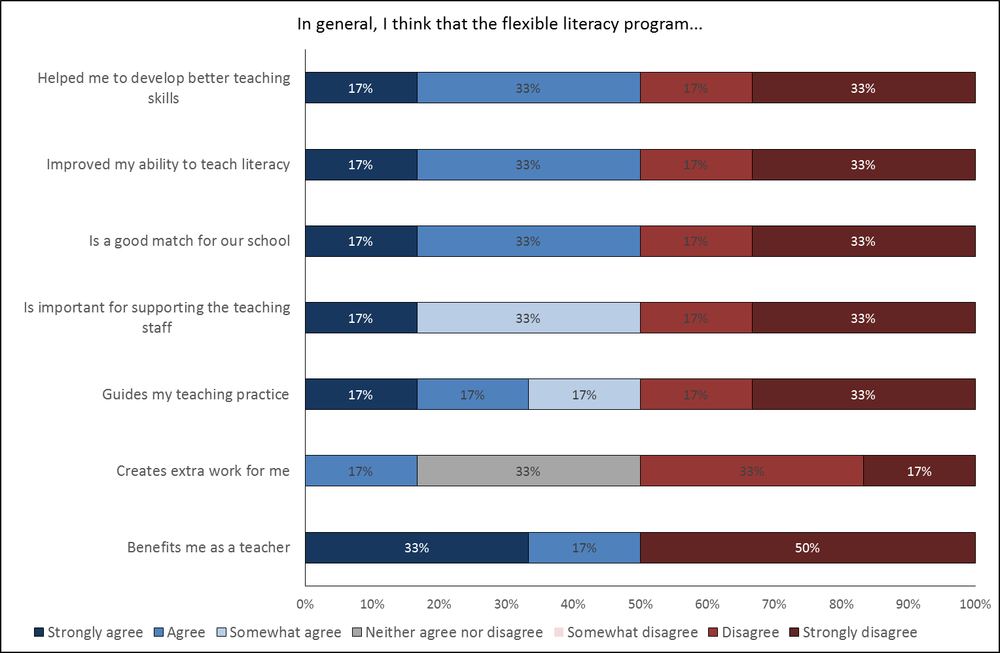 In general, I think that the flexible literacy program...
Helped me to develop better teaching
skills
17% 33% 17% 33%
Improved my ability to teach literacy
17% 33% 17% 33%
Is a good match for our school
17% 33% 17% 33%
Is important for supporting the teaching
staff
17% 33% 17% 33%
Guides my teaching practice
17% 17% 17% 17% 33%
Creates extra work for me
17% 33% 33% 17%
Benefits me as a teacher
33% 17% 50%
0% 10% 20% 30% 40% 50% 60% 70% 80% 90% 100%
Strongly agree Agree Somewhat agree Neither agree nor disagree Somewhat disagree Disagree Strongly disagree